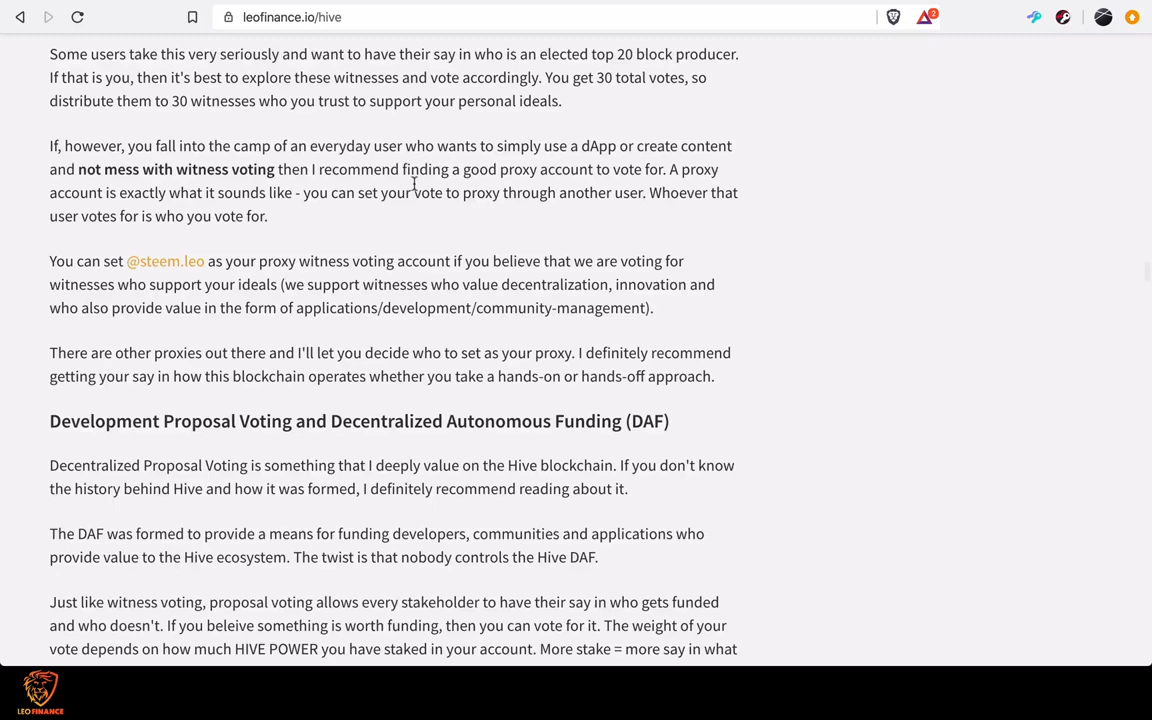 leofinance.io/hive
2
Some users take this very seriously and want to have their say in who is an elected top 20 block producer.
If that is you, then it's best to explore these witnesses and vote accordingly. You get 30 total votes, so
distribute them to 30 witnesses who you trust to support your personal ideals.
If, however, you fall into the camp of an everyday user who wants to simply use a dApp or create content
and not mess with witness voting then I recommend finding a good proxy account to vote for. A proxy
account is exactly what it sounds like - you can set your vote to proxy through another user. Whoever that
user votes for is who you vote for.
You can set @steem.leo as your proxy witness voting account if you believe that we are voting for
witnesses who support your ideals (we support witnesses who value decentralization, innovation and
who also provide value in the form of applications/development/community-management).
There are other proxies out there and I'll let you decide who to set as your proxy. I definitely recommend
getting your say in how this blockchain operates whether you take a hands-on or hands-off approach.
Development Proposal Voting and Decentralized Autonomous Funding (DAF)
Decentralized Proposal Voting is something that I deeply value on the Hive blockchain. If you don't know
the history behind Hive and how it was formed, I definitely recommend reading about it.
The DAF was formed to provide a means for funding developers, communities and applications who
provide value to the Hive ecosystem. The twist is that nobody controls the Hive DAF.
Just like witness voting, proposal voting allows every stakeholder to have their say in who gets funded
and who doesn't. If you beleive something is worth funding, then you can vote for it. The weight of your
vote depends on how much HIVE POWER you have staked in your account. More stake = more say in what
LEOFINANCE